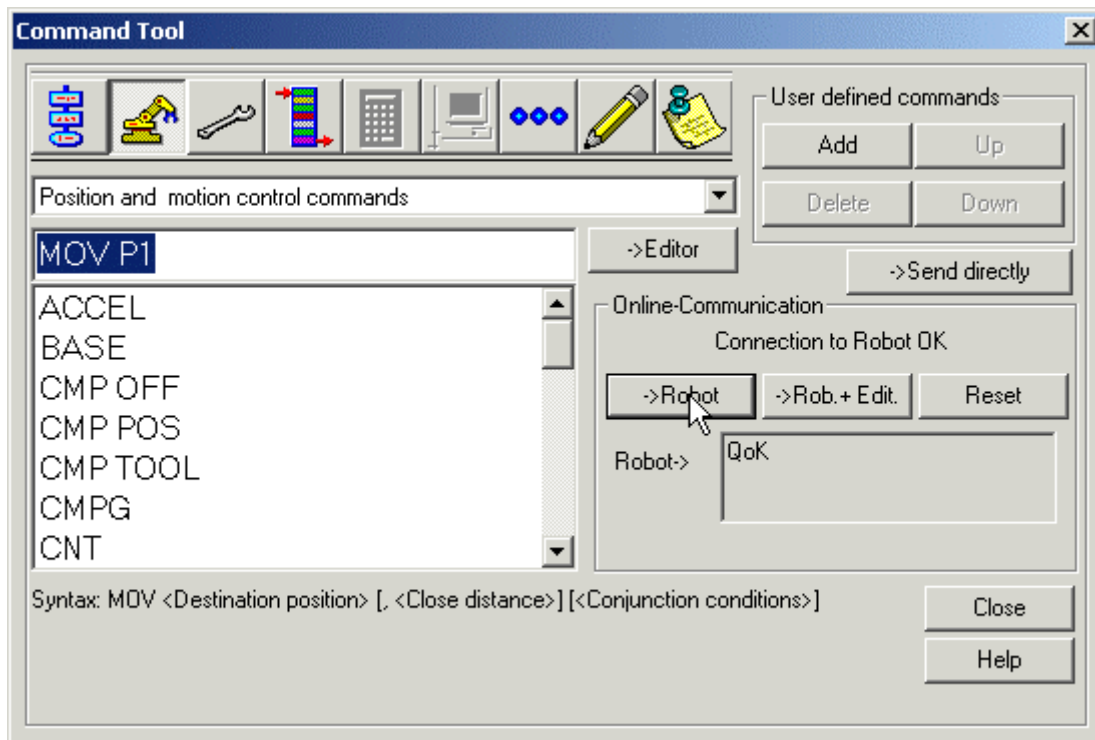 Command Tool
User defined commands
Add
Up
Delete
Down
Position and motion control commands
MOV P1
->Editor
->Send directly
ACCEL
BASE
CMP OFF
CMP POS
CMP TOOL
CMPG
CNT
Online-Communication
Connection to Robot OK
->Robot
->Rob.+ Edit.
Reset
Robot->
QoK
Syntax: MOV <Destination position> [, <Close distance>] [<Conjunction conditions>]
Close
Help